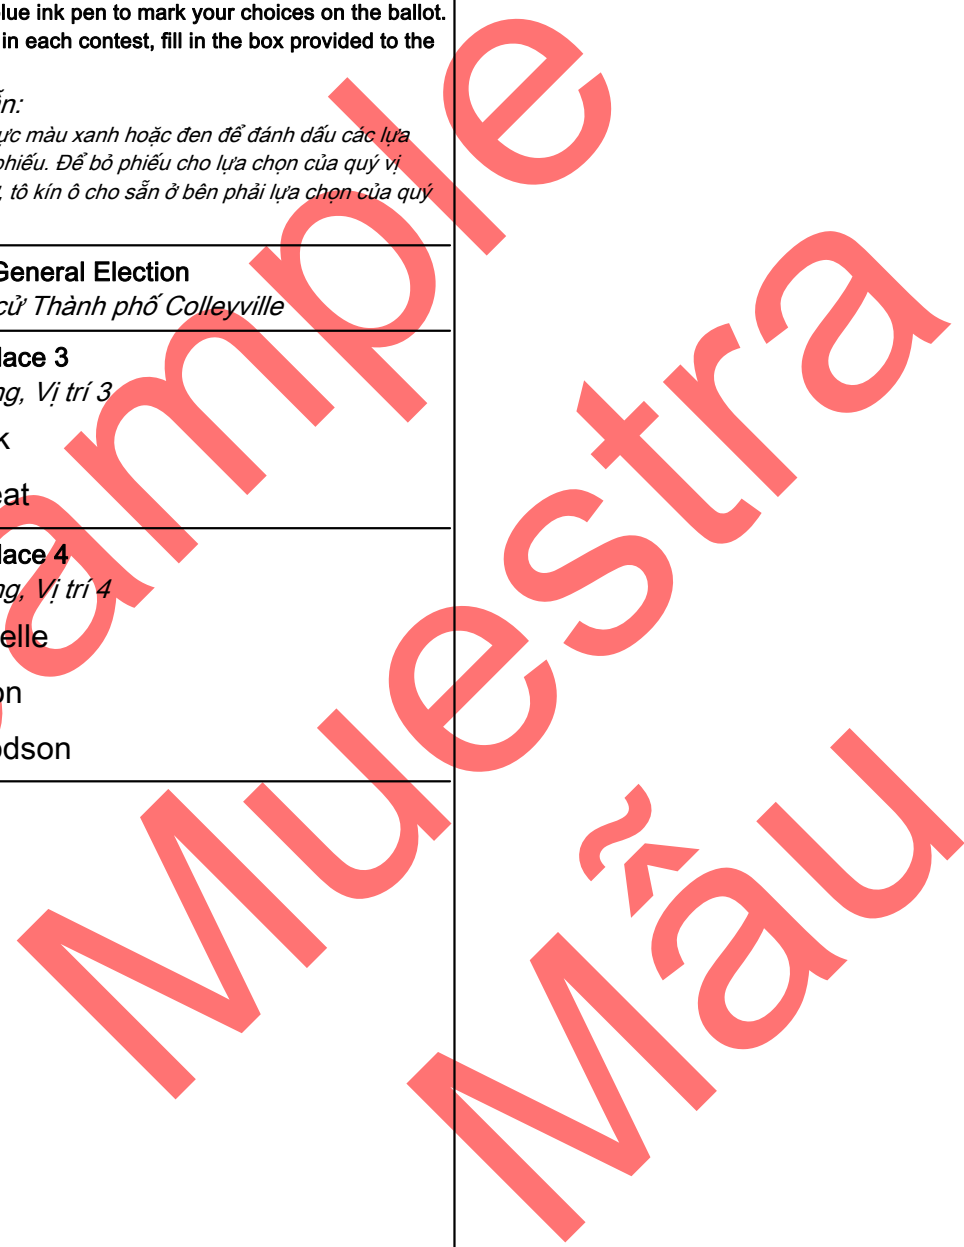 lue ink pen to mark your choices on the ballot.
in each contest, fill in the box provided to the
ẫn:
ực màu xanh hoặc đen để đánh dấu các lựa
phiếu. Để bỏ phiếu cho lựa chọn của quý vị
, tô kín ô cho sẵn ở bên phải lựa chọn của quý
General Election
cử Thành phố Colleyville
lace 3
ng, Vị trí 3
k
eat
lace 4
ng, Vị trí 4
elle
on
odson
ample
Muestra
Mẫu